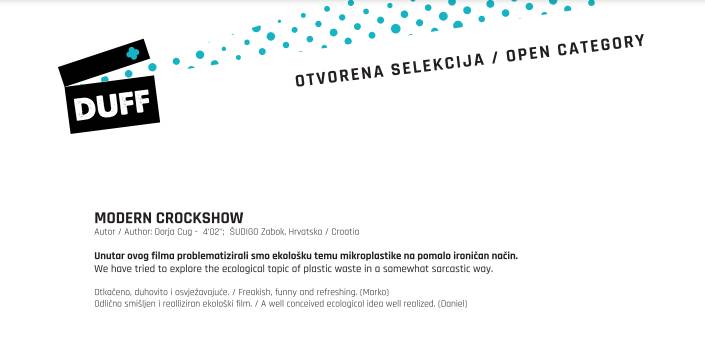 OTVORENA SELEKCIJA / OPEN CATEGORY
DUFF
MODERN CROCKSHOW
Autor / Author: Dorja Cug - 4'02"; ŠUDIGO Zabok, Hrvatska / Croatia
Unutar ovog filma problematizirali smo ekološku temu mikroplastike na pomalo ironičan način.
We have tried to explore the ecological topic of plastic waste in a somewhat sarcastic way.
Otkačeno, duhovito i osvježavajuće. / Freakish, funny and refreshing. (Marko)
Odlično smišljen i realliziran ekološki film. / A well conceived ecological idea well realized. (Daniel)